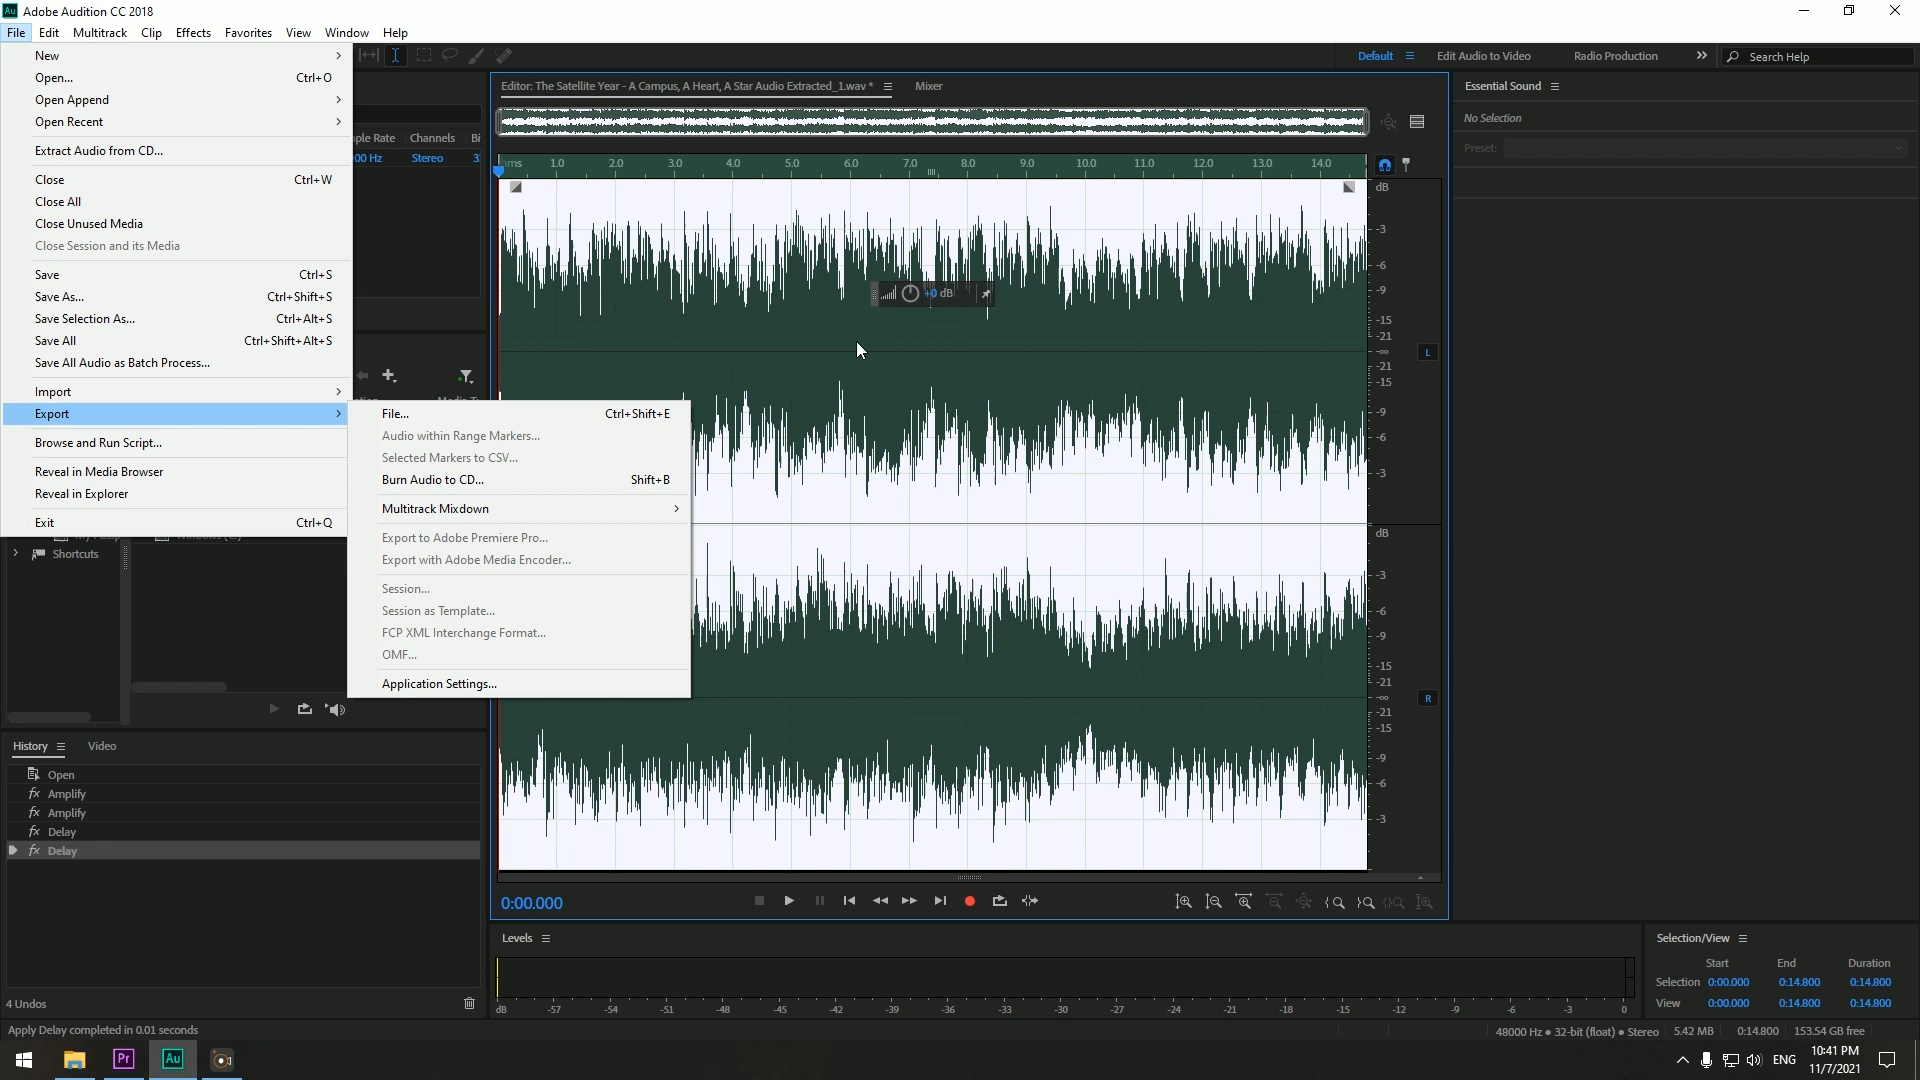 Adobe Audition CC 2018
File Edit Multitrack Clip Effects Favorites View Window Help
New
Open... Ctrl+O
Open Append
Open Recent
Extract Audio from CD...
Close Ctrl+W
Close All
Close Unused Media
Close Session and its Media
Save Ctrl+S
Save As... Ctrl+Shift+S
Save Selection As... Ctrl+Alt+S
Save All Ctrl+Shift+Alt+S
Save All Audio as Batch Process...
Import
Export
Browse and Run Script...
Reveal in Media Browser
Reveal in Explorer
Exit Ctrl+Q
File... Ctrl+Shift+E
Audio within Range Markers...
Selected Markers to CSV...
Burn Audio to CD... Shift+B
Multitrack Mixdown
Export to Adobe Premiere Pro...
Export with Adobe Media Encoder...
Session...
Session as Template...
FCP XML Interchange Format...
OMF...
Application Settings...
Default Edit Audio to Video Radio Production Search Help
Editor: The Satellite Year - A Campus, A Heart, A Star Audio Extracted_1.wav * Mixer
Essential Sound
No Selection
Preset:
ple Rate Channels Bi
00 Hz Stereo 3
hms 1.0 2.0 3.0 4.0 5.0 6.0 7.0 8.0 9.0 10.0 11.0 12.0 13.0 14.0
+0 dB
dB
-3
-6
-9
-15
-21
-∞
-21
-15
-9
-6
-3
L
dB
-3
-6
-9
-15
-21
-∞
-21
-15
-9
-6
-3
R
Shortcuts
History Video
Open
Amplify
Amplify
Delay
Delay
4 Undos
0:00.000
Levels
dB -57 -54 -51 -48 -45 -42 -39 -36 -33 -30 -27 -24 -21 -18 -15 -12 -9 -6 -3 0
Selection/View
Start End Duration
Selection 0:00.000 0:14.800 0:14.800
View 0:00.000 0:14.800 0:14.800
Apply Delay completed in 0.01 seconds
48000 Hz • 32-bit (float) • Stereo 5.42 MB 0:14.800 153.54 GB free
Pr Au
ENG
10:41 PM
11/7/2021